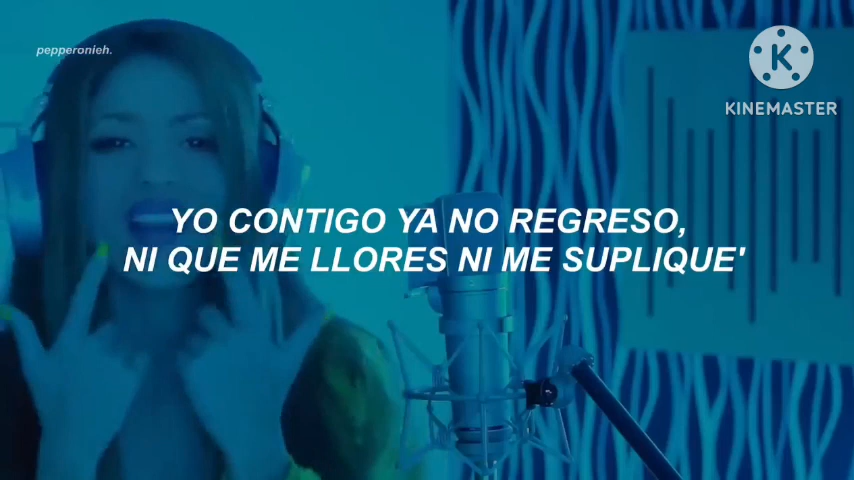 pepperonieh.
KINEMASTER
YO CONTIGO YA NO REGRESO,
NI QUE ME LLORES NI ME SUPLIQUE'